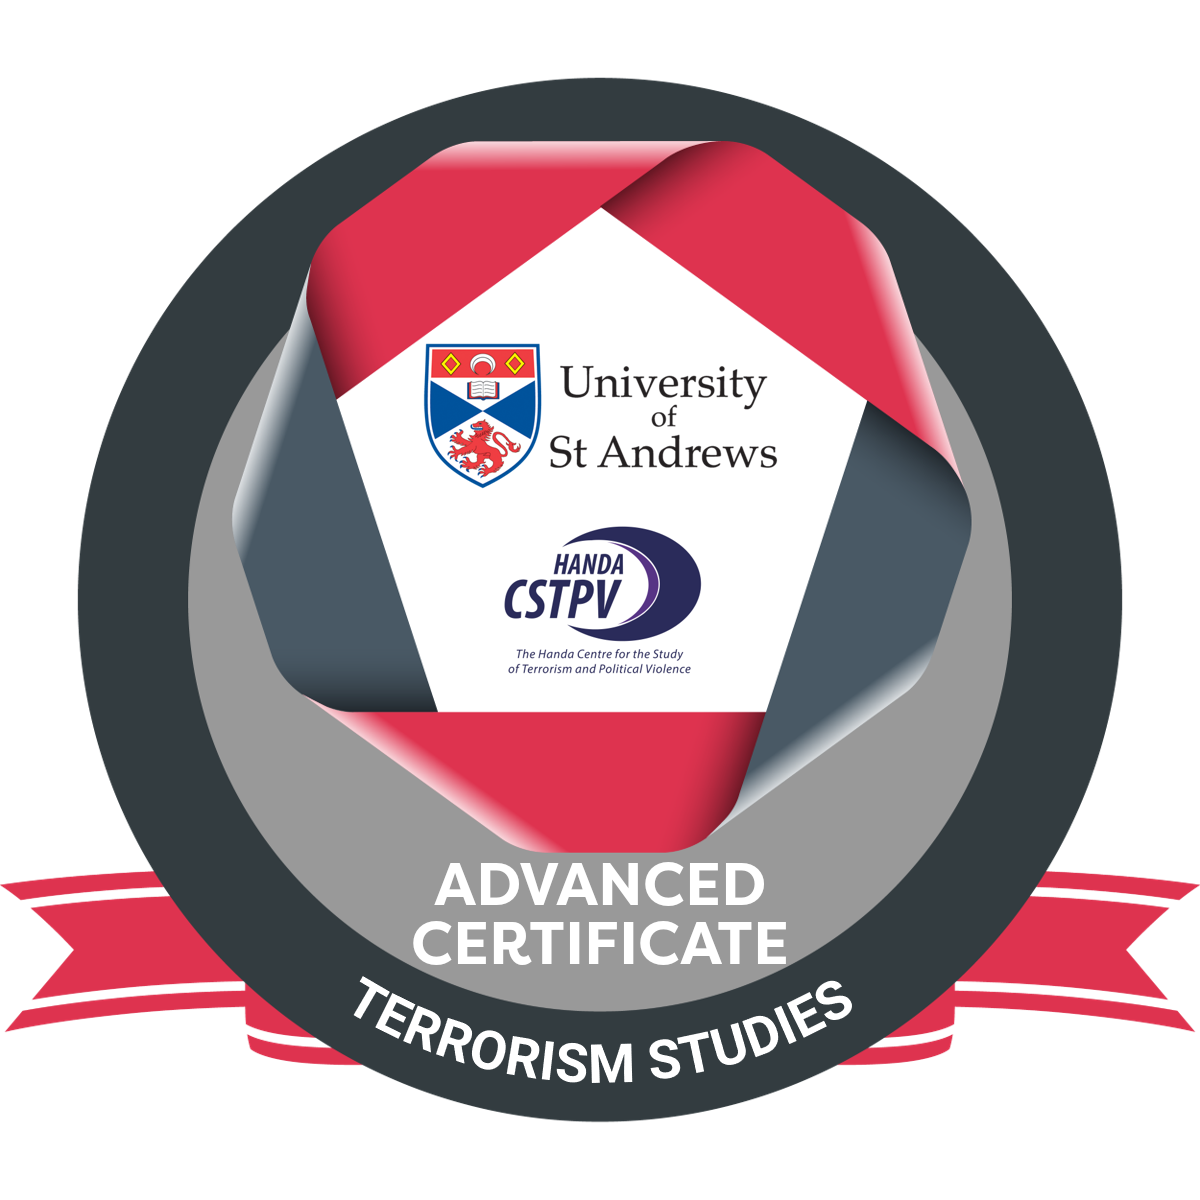 University
of
St Andrews
HANDA
CSTPV
The Handa Centre for the Study
of Terrorism and Political Violence
ADVANCED
CERTIFICATE
TERRORISM STUDIES